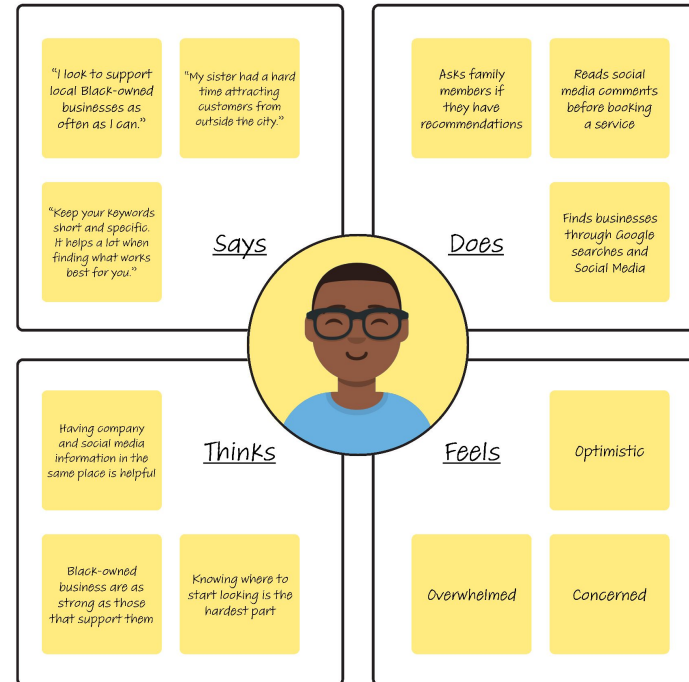 "I look to support
local Black-owned
businesses as
often as I can."
"My sister had a hard
time attracting
customers from
outside the city."
"Keep your keywords
short and specific.
It helps a lot when
finding what works
best for you."
Says
Asks family
members if
they have
recommendations
Reads social
media comments
before booking
a service
Does
Finds businesses
through Google
searches and
Social Media
Having company
and social media
information in the
same place is helpful
Thinks
Black-owned
business are as
strong as those
that support them
Knowing where to
start looking is the
hardest part
Feels
Optimistic
Overwhelmed
Concerned